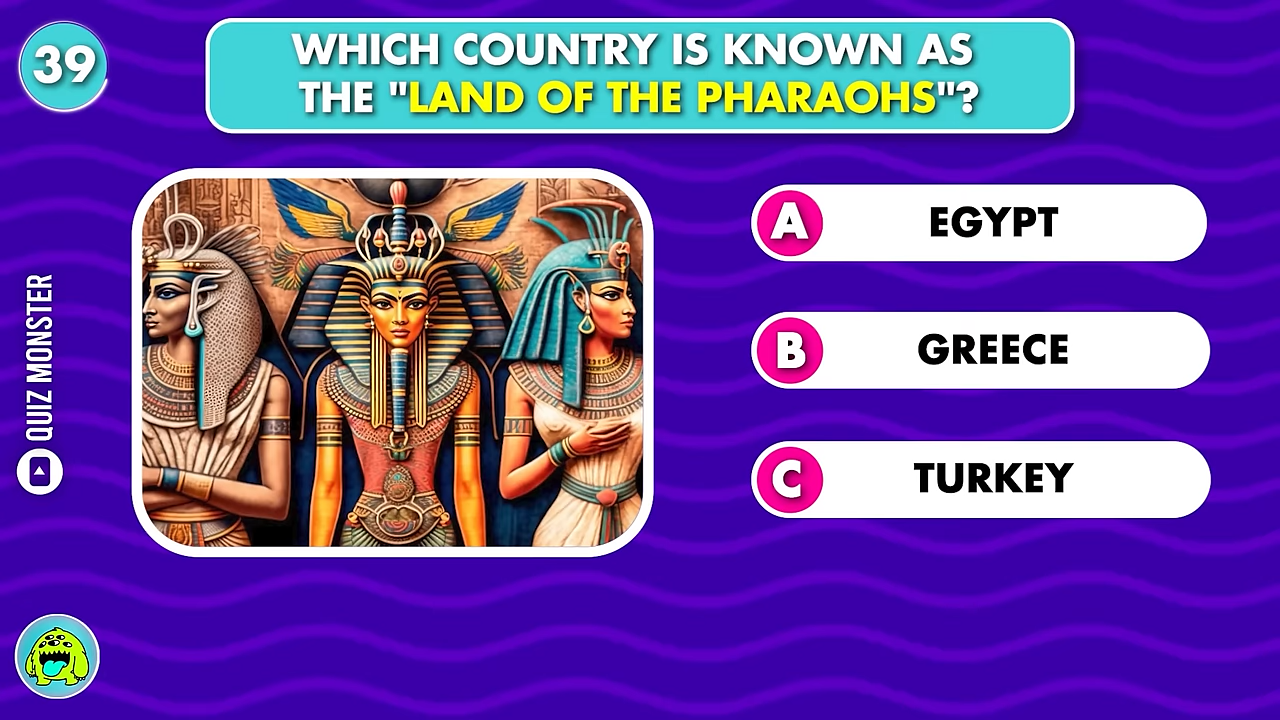 39
WHICH COUNTRY IS KNOWN AS
THE "LAND OF THE PHARAOHS"?
A EGYPT
B GREECE
C TURKEY
QUIZ MONSTER